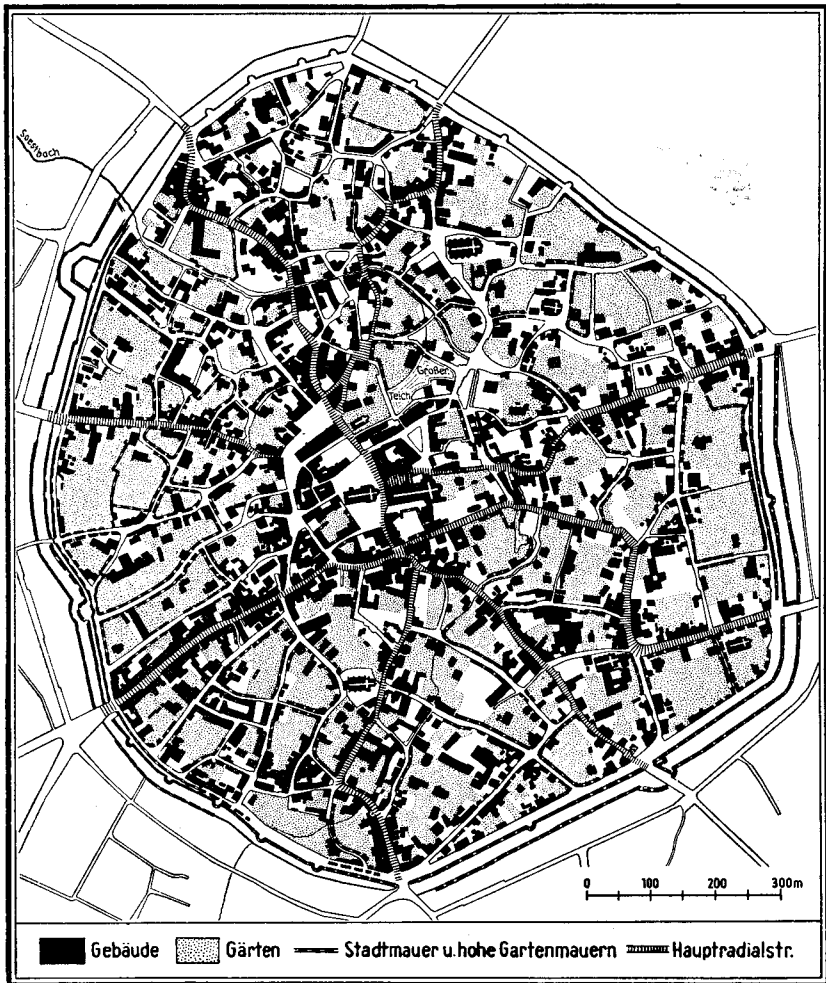 Soestbach
Großer
Teich
0 100 200 300m
Gebäude Gärten Stadtmauer u. hohe Gartenmauern Hauptradialstr.